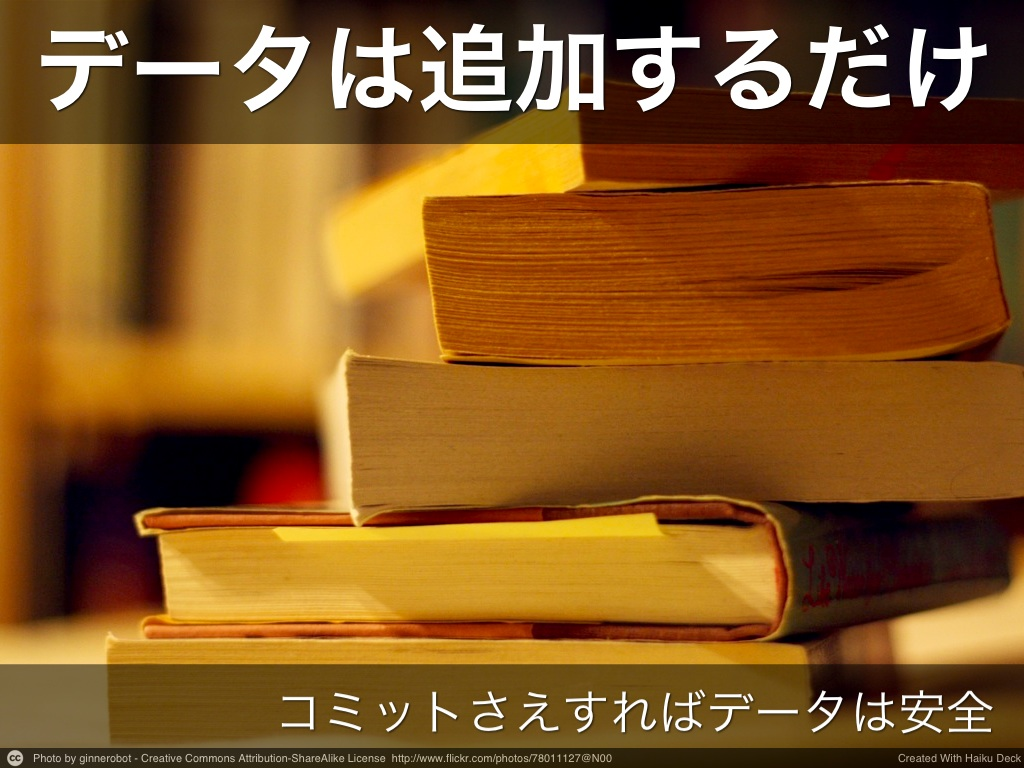 データは追加するだけ
コミットさえすればデータは安全
cc Photo by ginnerobot - Creative Commons Attribution-ShareAlike License http://www.flickr.com/photos/78011127@N00
Created With Haiku Deck